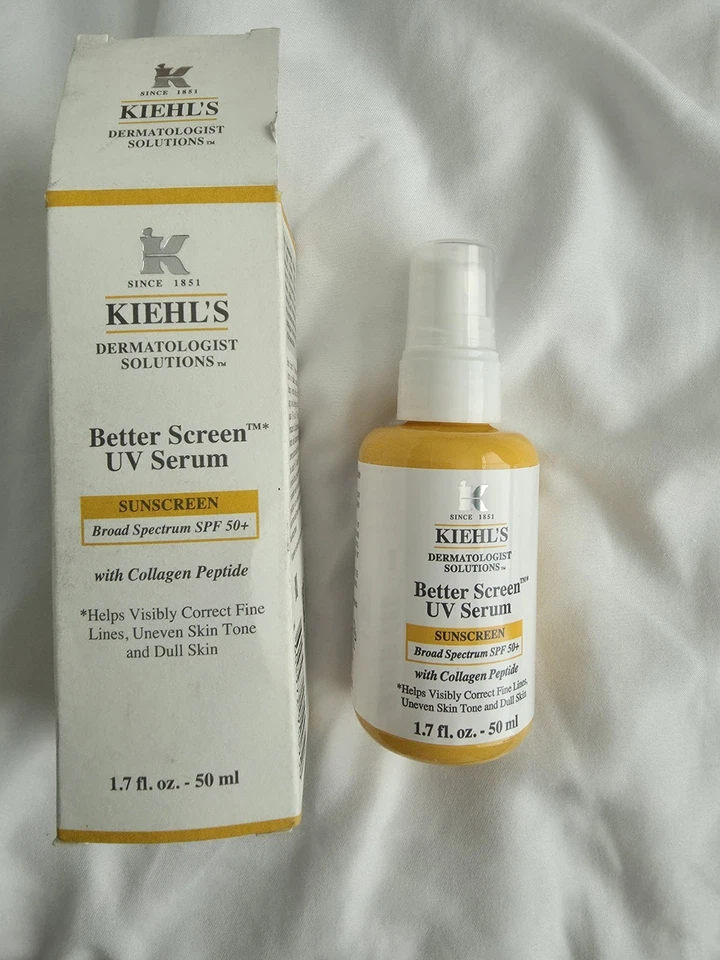 K
SINCE 1851
KIEHL'S
DERMATOLOGIST
SOLUTIONS™
K
SINCE 1851
KIEHL'S
DERMATOLOGIST
SOLUTIONS™
Better Screen™*
UV Serum
SUNSCREEN
Broad Spectrum SPF 50+
with Collagen Peptide
*Helps Visibly Correct Fine
Lines, Uneven Skin Tone
and Dull Skin
1.7 fl. oz. - 50 ml
K
SINCE 1851
KIEHL'S
DERMATOLOGIST
SOLUTIONS™
Better Screen™*
UV Serum
SUNSCREEN
Broad Spectrum SPF 50+
with Collagen Peptide
*Helps Visibly Correct Fine Lines,
Uneven Skin Tone and Dull Skin
1.7 fl. oz. - 50 ml